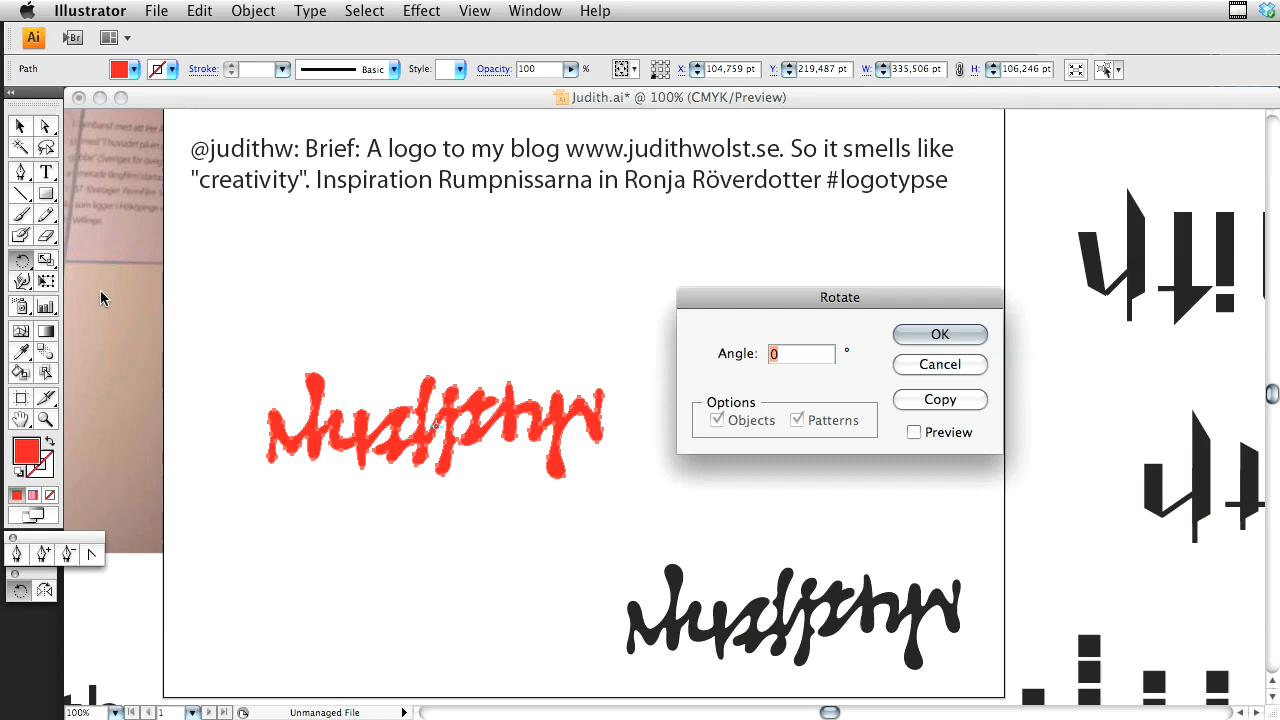 Illustrator File Edit Object Type Select Effect View Window Help
Ai Br
Path Stroke: Basic Style: Opacity: 100 % X: 104,759 pt Y: 219,487 pt W: 335,506 pt H: 106,246 pt
Judith.ai* @ 100% (CMYK/Preview)
@judithw: Brief: A logo to my blog www.judithwolst.se. So it smells like
"creativity". Inspiration Rumpnissarna in Ronja Röverdotter #logotypse
Rotate
Angle: 0 °
OK
Cancel
Copy
Options
Objects Patterns
Preview
100% 1 Unmanaged File